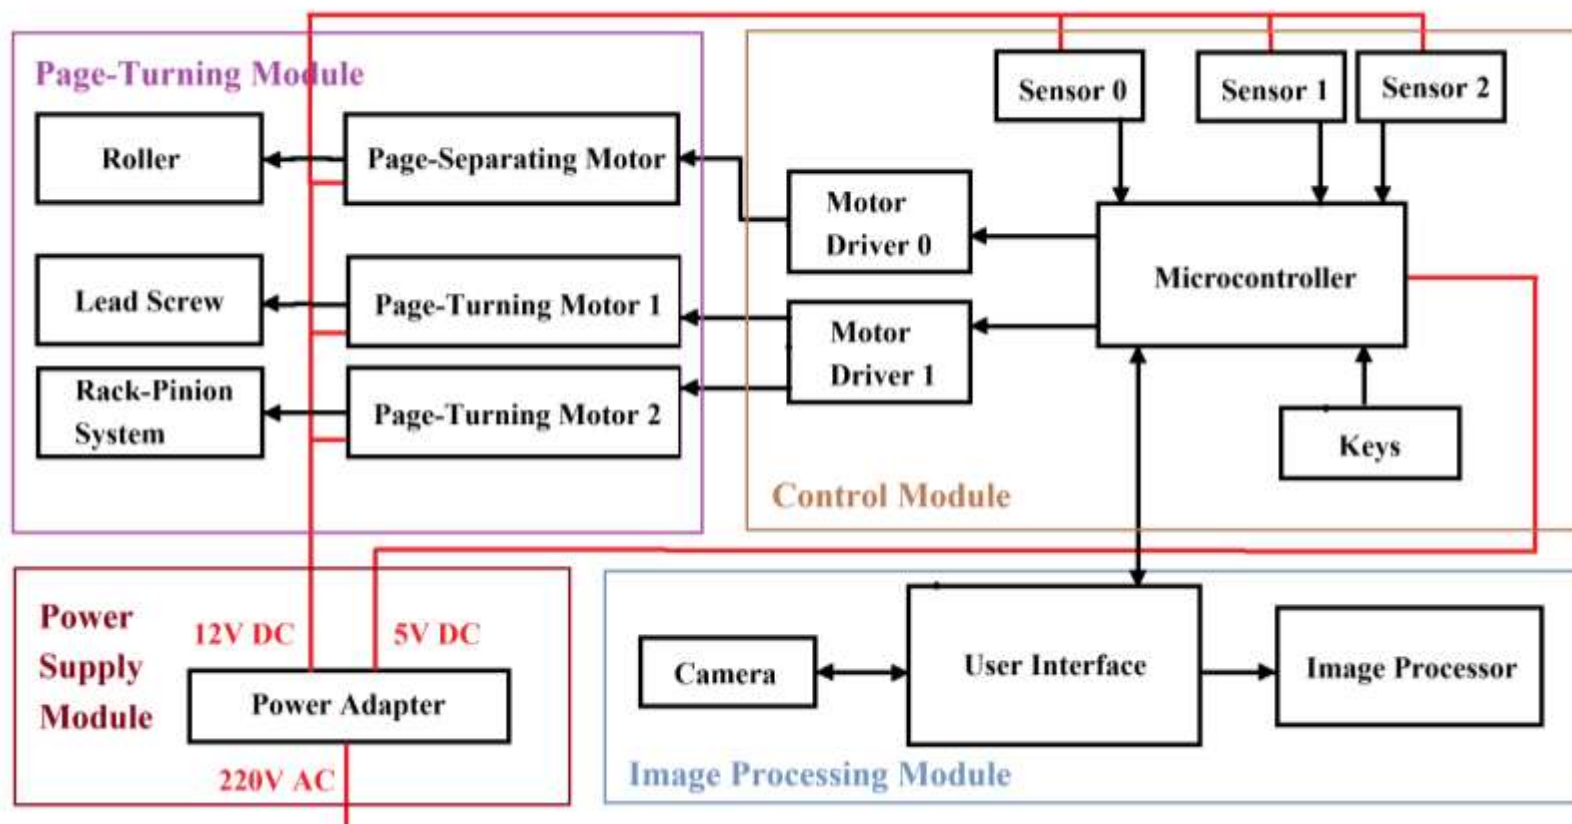 Page-Turning Module
Roller
Page-Separating Motor
Lead Screw
Page-Turning Motor 1
Rack-Pinion
System
Page-Turning Motor 2
Sensor 0
Sensor 1
Sensor 2
Motor
Driver 0
Microcontroller
Motor
Driver 1
Keys
Control Module
Power
Supply
Module
12V DC
5V DC
Power Adapter
220V AC
Camera
User Interface
Image Processor
Image Processing Module